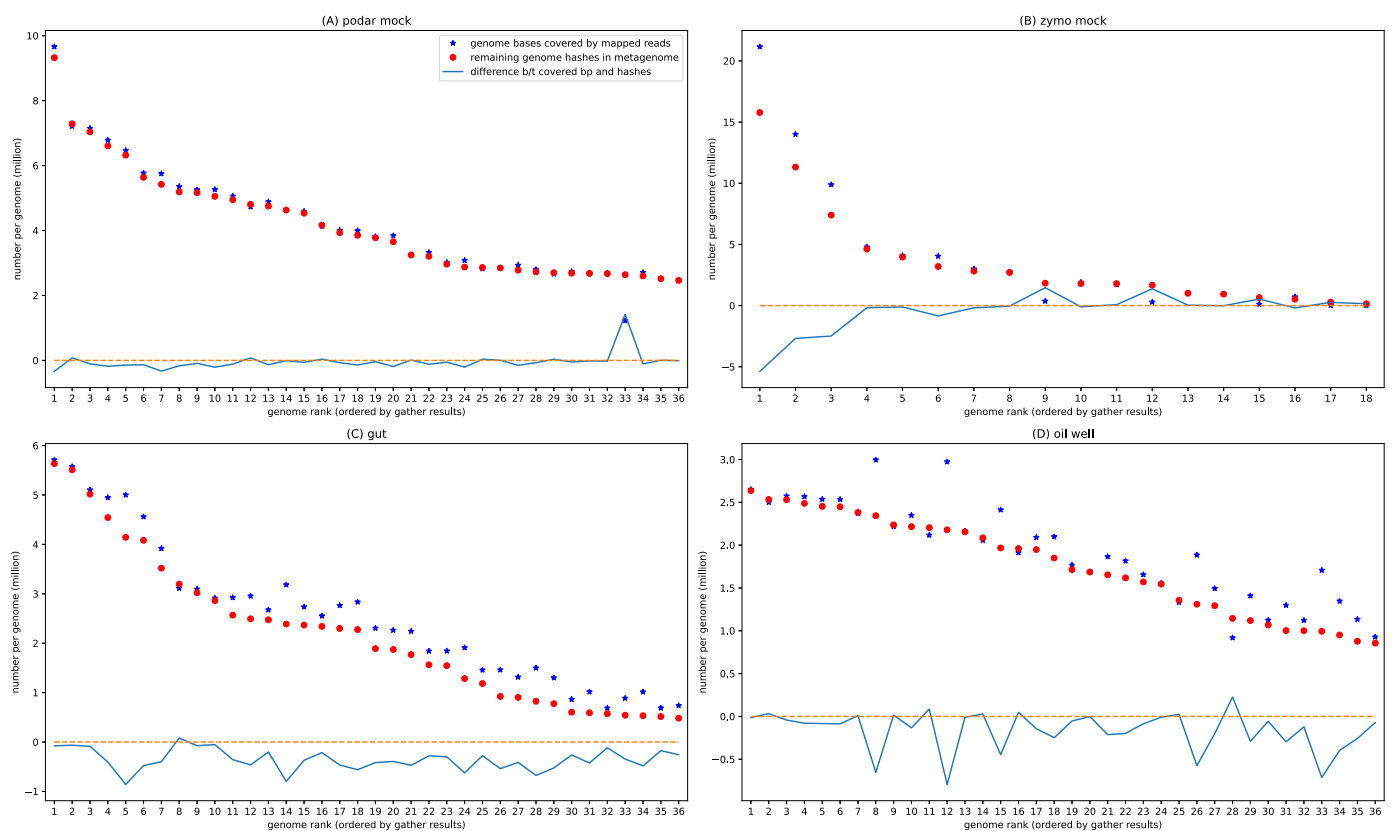 (A) podar mock
number per genome (million)
10
8
6
4
2
0
genome bases covered by mapped reads
remaining genome hashes in metagenome
difference b/t covered bp and hashes
1 2 3 4 5 6 7 8 9 10 11 12 13 14 15 16 17 18 19 20 21 22 23 24 25 26 27 28 29 30 31 32 33 34 35 36
genome rank (ordered by gather results)
(B) zymo mock
number per genome (million)
20
15
10
5
0
−5
1 2 3 4 5 6 7 8 9 10 11 12 13 14 15 16 17 18
genome rank (ordered by gather results)
(C) gut
number per genome (million)
6
5
4
3
2
1
0
−1
1 2 3 4 5 6 7 8 9 10 11 12 13 14 15 16 17 18 19 20 21 22 23 24 25 26 27 28 29 30 31 32 33 34 35 36
genome rank (ordered by gather results)
(D) oil well
number per genome (million)
3.0
2.5
2.0
1.5
1.0
0.5
0.0
−0.5
1 2 3 4 5 6 7 8 9 10 11 12 13 14 15 16 17 18 19 20 21 22 23 24 25 26 27 28 29 30 31 32 33 34 35 36
genome rank (ordered by gather results)